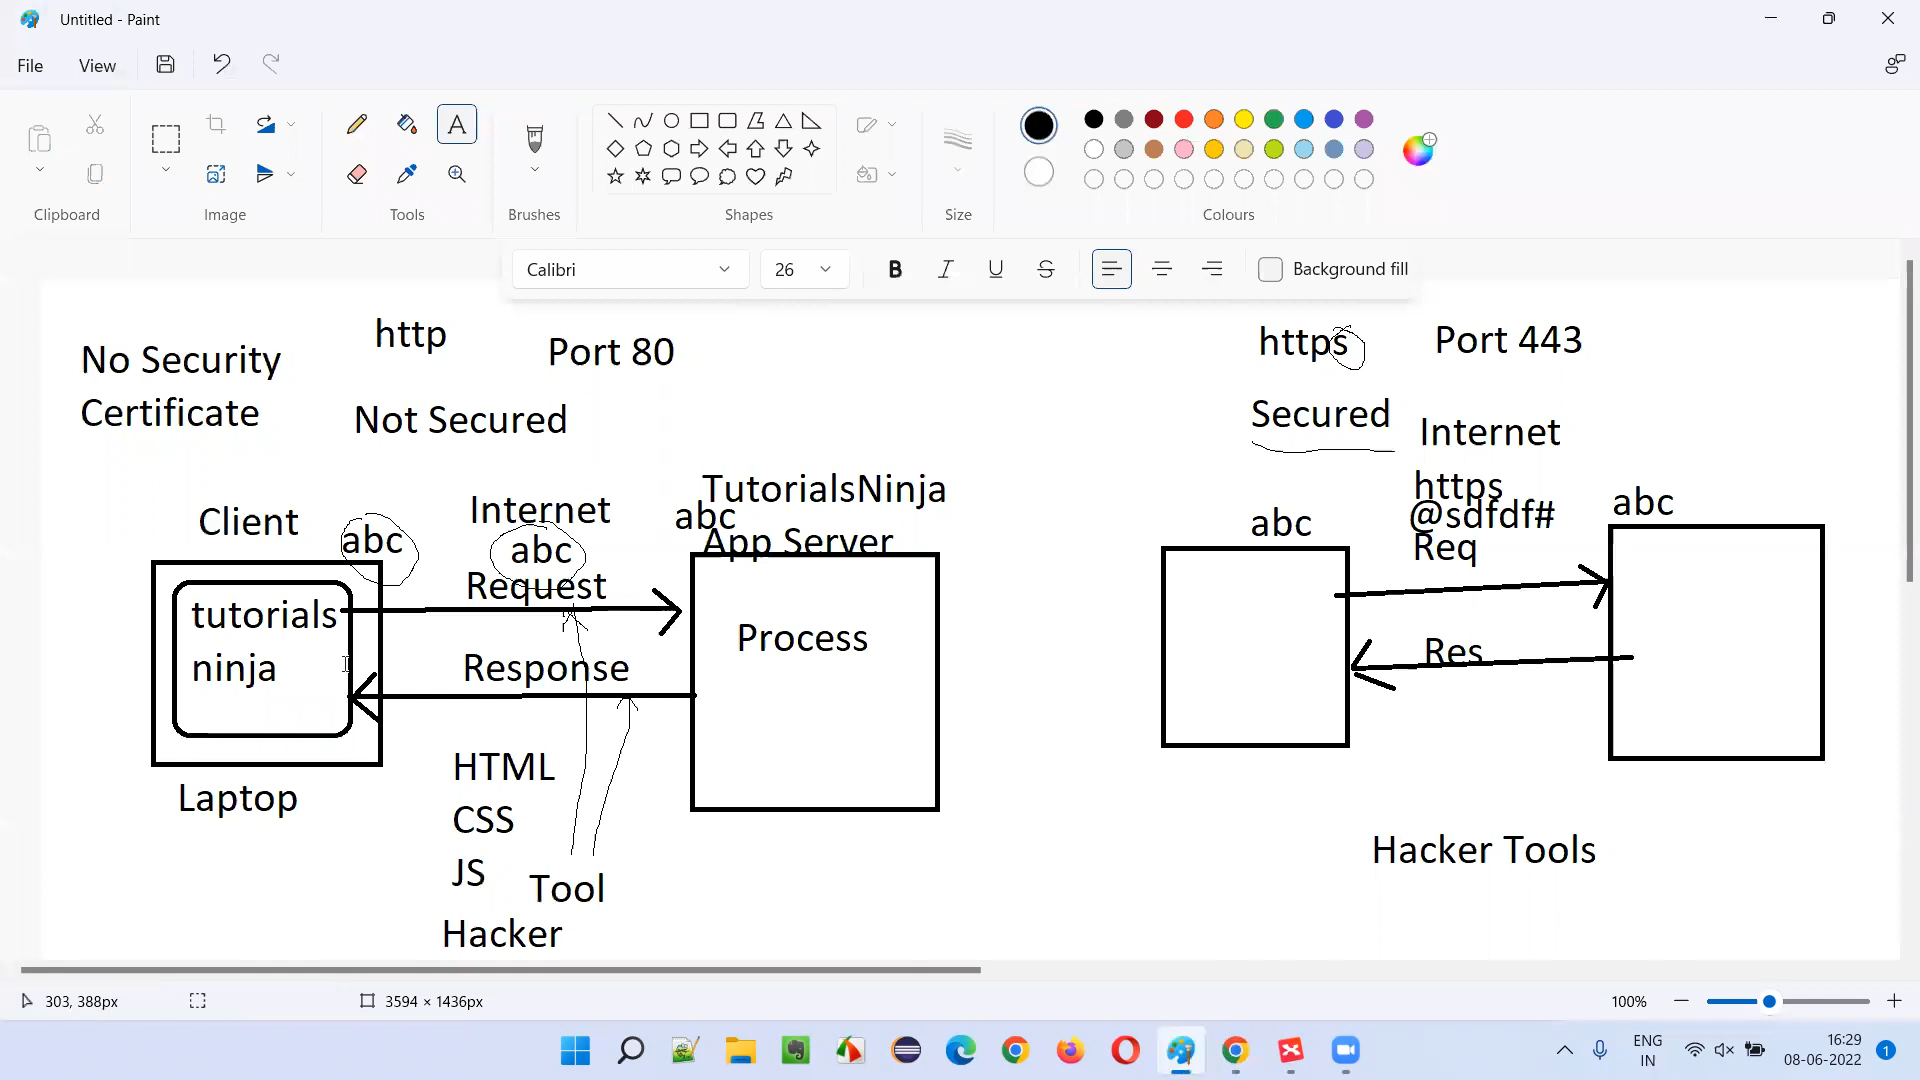 Untitled - Paint
File
View
Clipboard
Image
Tools
Brushes
Shapes
Size
Colours
Calibri
26
B
I
U
S
Background fill
No Security
Certificate
http
Port 80
Not Secured
Client
abc
Internet
abc
Request
abc
TutorialsNinja
App Server
tutorials
ninja
Process
Response
Laptop
HTML
CSS
JS
Tool
Hacker
https
Port 443
Secured
Internet
https
@sdfdf#
Req
abc
abc
Res
Hacker Tools
303, 388px
3594 × 1436px
100%
ENG
IN
16:29
08-06-2022
1